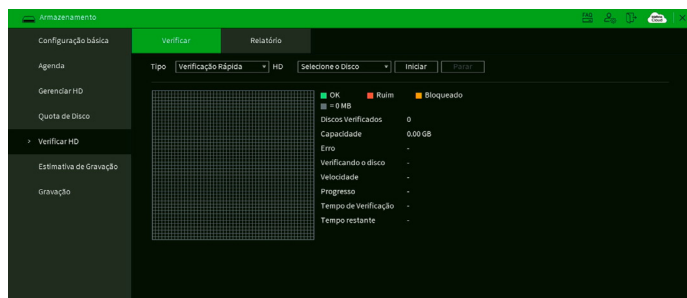 Armazenamento
FAQ
Configuração básica
Agenda
Gerenciar HD
Quota de Disco
> Verificar HD
Estimativa de Gravação
Gravação
Verificar Relatório
Tipo Verificação Rápida HD Selecione o Disco Iniciar Parar
OK Ruim Bloqueado
= 0 MB
Discos Verificados 0
Capacidade 0.00 GB
Erro -
Verificando o disco -
Velocidade -
Progresso -
Tempo de Verificação -
Tempo restante -